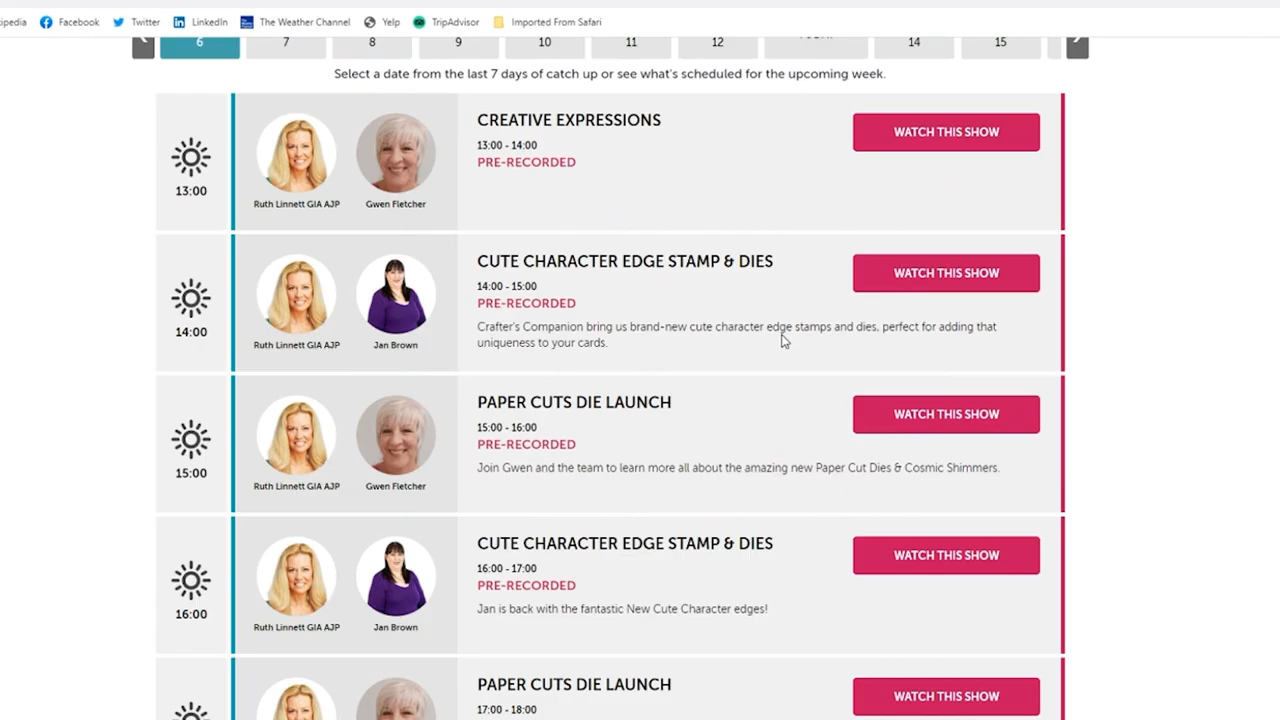 Facebook
Twitter
LinkedIn
The Weather Channel
Yelp
TripAdvisor
Imported From Safari
6
7
8
9
10
11
12
14
15
Select a date from the last 7 days of catch up or see what's scheduled for the upcoming week.
13:00
Ruth Linnett GIA AJP
Gwen Fletcher
CREATIVE EXPRESSIONS
13:00 - 14:00
PRE-RECORDED
WATCH THIS SHOW
14:00
Ruth Linnett GIA AJP
Jan Brown
CUTE CHARACTER EDGE STAMP & DIES
14:00 - 15:00
PRE-RECORDED
Crafter's Companion bring us brand-new cute character edge stamps and dies, perfect for adding that
uniqueness to your cards.
WATCH THIS SHOW
15:00
Ruth Linnett GIA AJP
Gwen Fletcher
PAPER CUTS DIE LAUNCH
15:00 - 16:00
PRE-RECORDED
Join Gwen and the team to learn more all about the amazing new Paper Cut Dies & Cosmic Shimmers.
WATCH THIS SHOW
16:00
Ruth Linnett GIA AJP
Jan Brown
CUTE CHARACTER EDGE STAMP & DIES
16:00 - 17:00
PRE-RECORDED
Jan is back with the fantastic New Cute Character edges!
WATCH THIS SHOW
PAPER CUTS DIE LAUNCH
17:00 - 18:00
WATCH THIS SHOW